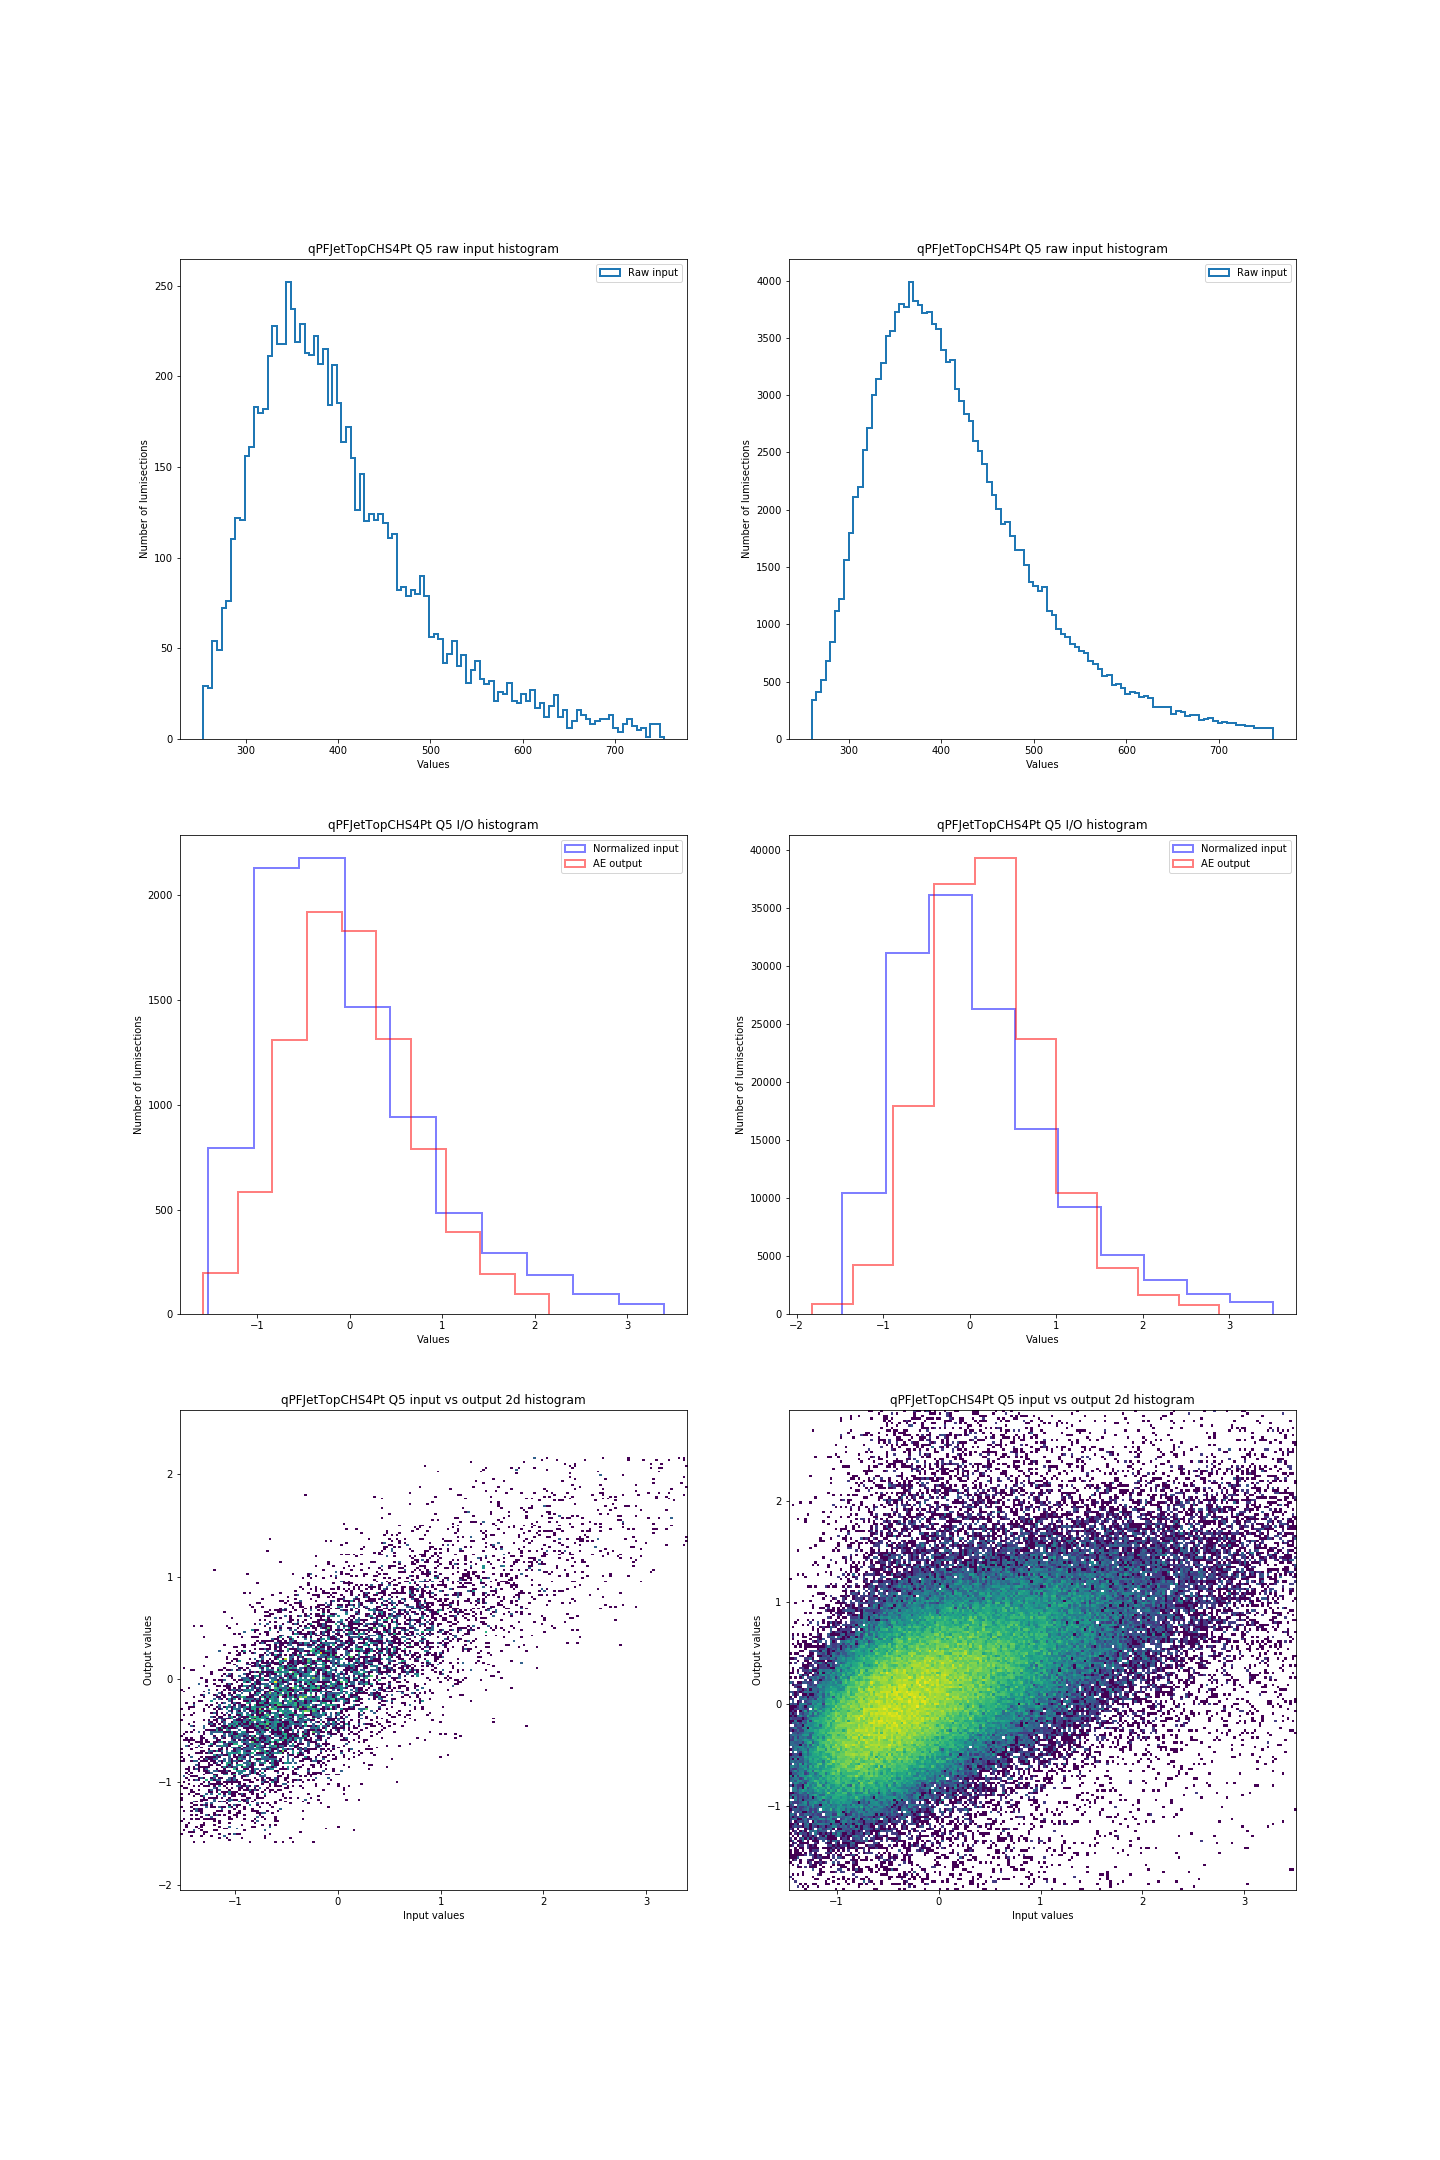 qPFJetTopCHS4Pt Q5 raw input histogram
Raw input
Number of lumisections
250
200
150
100
50
0
300 400 500 600 700
Values
qPFJetTopCHS4Pt Q5 raw input histogram
Raw input
Number of lumisections
4000
3500
3000
2500
2000
1500
1000
500
0
300 400 500 600 700
Values
qPFJetTopCHS4Pt Q5 I/O histogram
Normalized input
AE output
Number of lumisections
2000
1500
1000
500
0
−1 0 1 2 3
Values
qPFJetTopCHS4Pt Q5 I/O histogram
Normalized input
AE output
Number of lumisections
40000
35000
30000
25000
20000
15000
10000
5000
0
−2 −1 0 1 2 3
Values
qPFJetTopCHS4Pt Q5 input vs output 2d histogram
Output values
2
1
0
−1
−2
−1 0 1 2 3
Input values
qPFJetTopCHS4Pt Q5 input vs output 2d histogram
Output values
2
1
0
−1
−1 0 1 2 3
Input values